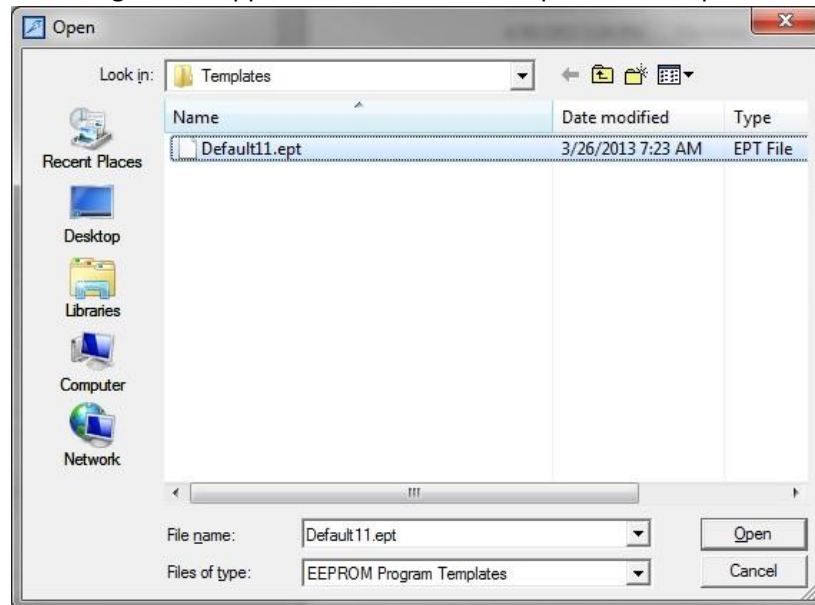 Open
Look in: Templates
Name Date modified Type
Default11.ept 3/26/2013 7:23 AM EPT File
Recent Places
Desktop
Libraries
Computer
Network
File name: Default11.ept Open
Files of type: EEPROM Program Templates Cancel